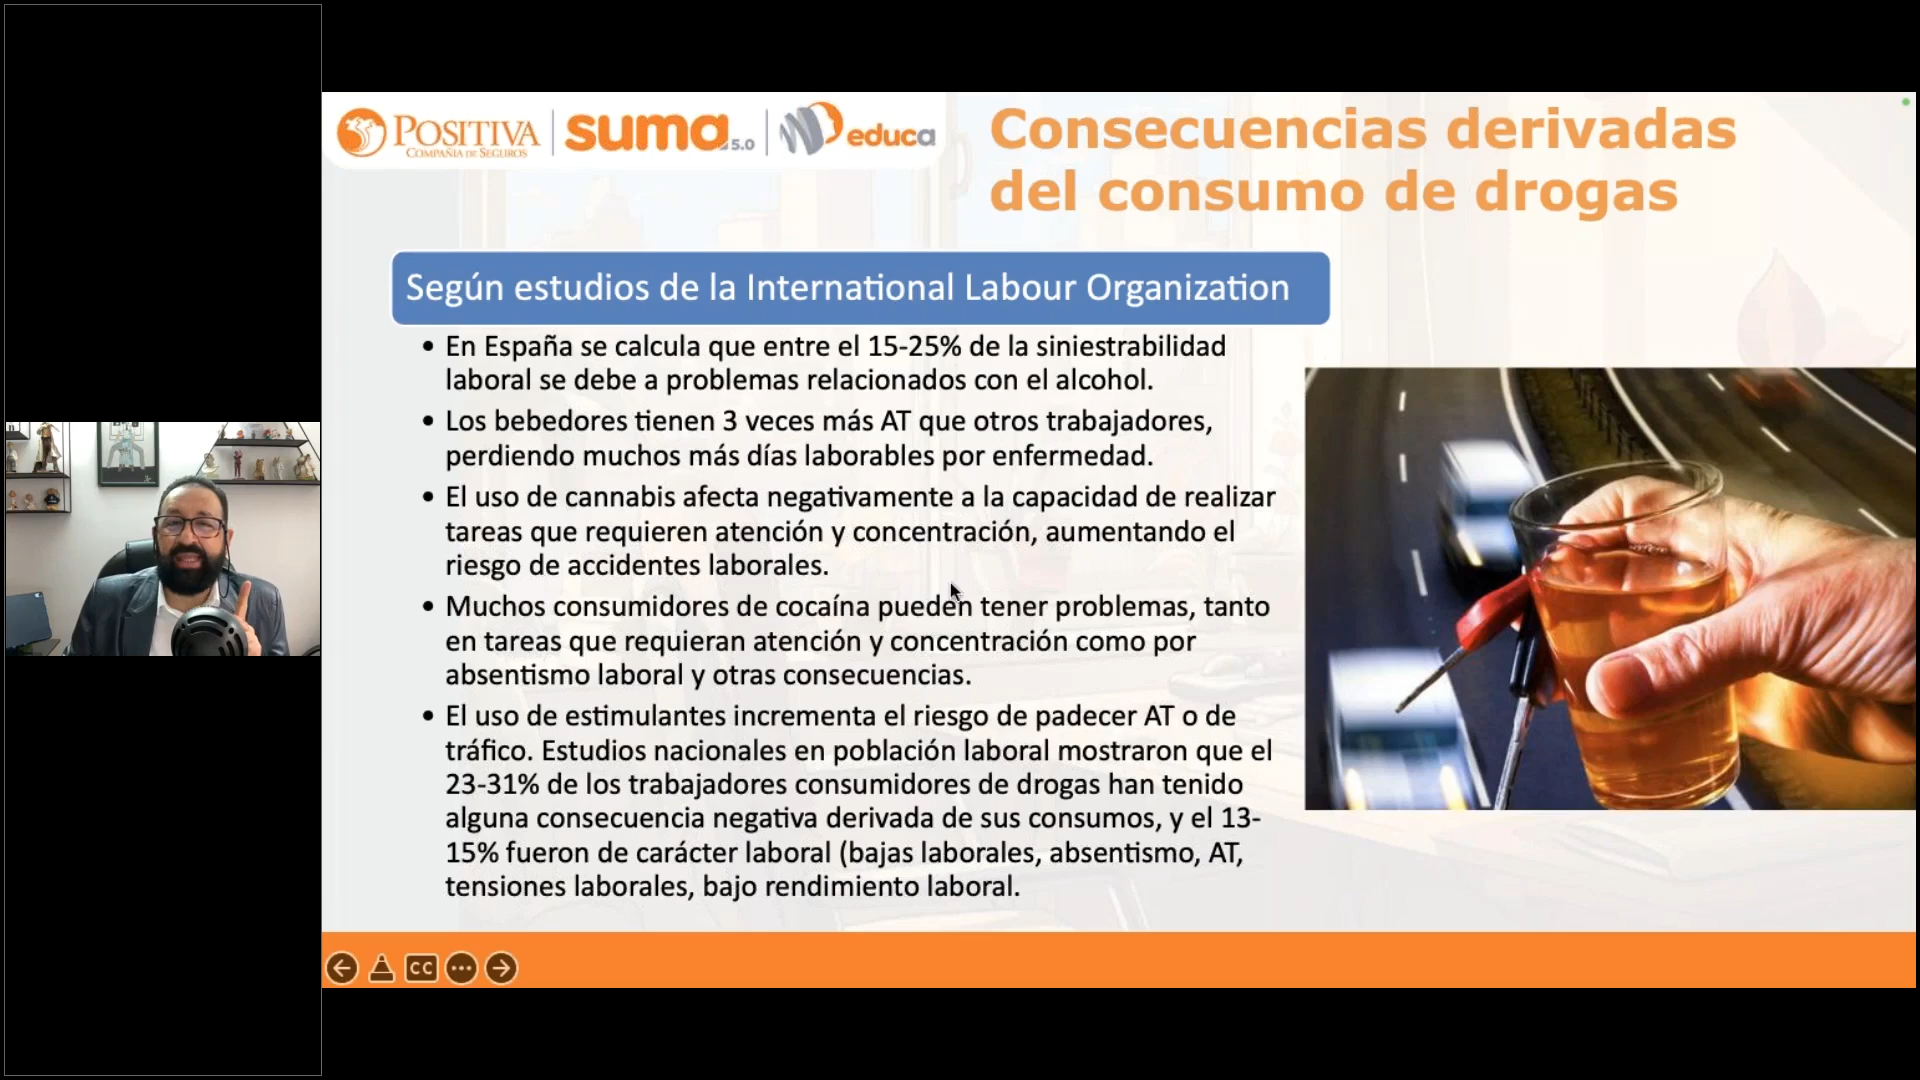 POSITIVA
COMPAÑÍA DE SEGUROS
suma 5.0
educa
Consecuencias derivadas
del consumo de drogas
Según estudios de la International Labour Organization
• En España se calcula que entre el 15-25% de la siniestrabilidad
laboral se debe a problemas relacionados con el alcohol.
• Los bebedores tienen 3 veces más AT que otros trabajadores,
perdiendo muchos más días laborables por enfermedad.
• El uso de cannabis afecta negativamente a la capacidad de realizar
tareas que requieren atención y concentración, aumentando el
riesgo de accidentes laborales.
• Muchos consumidores de cocaína pueden tener problemas, tanto
en tareas que requieran atención y concentración como por
absentismo laboral y otras consecuencias.
• El uso de estimulantes incrementa el riesgo de padecer AT o de
tráfico. Estudios nacionales en población laboral mostraron que el
23-31% de los trabajadores consumidores de drogas han tenido
alguna consecuencia negativa derivada de sus consumos, y el 13-
15% fueron de carácter laboral (bajas laborales, absentismo, AT,
tensiones laborales, bajo rendimiento laboral.
CC